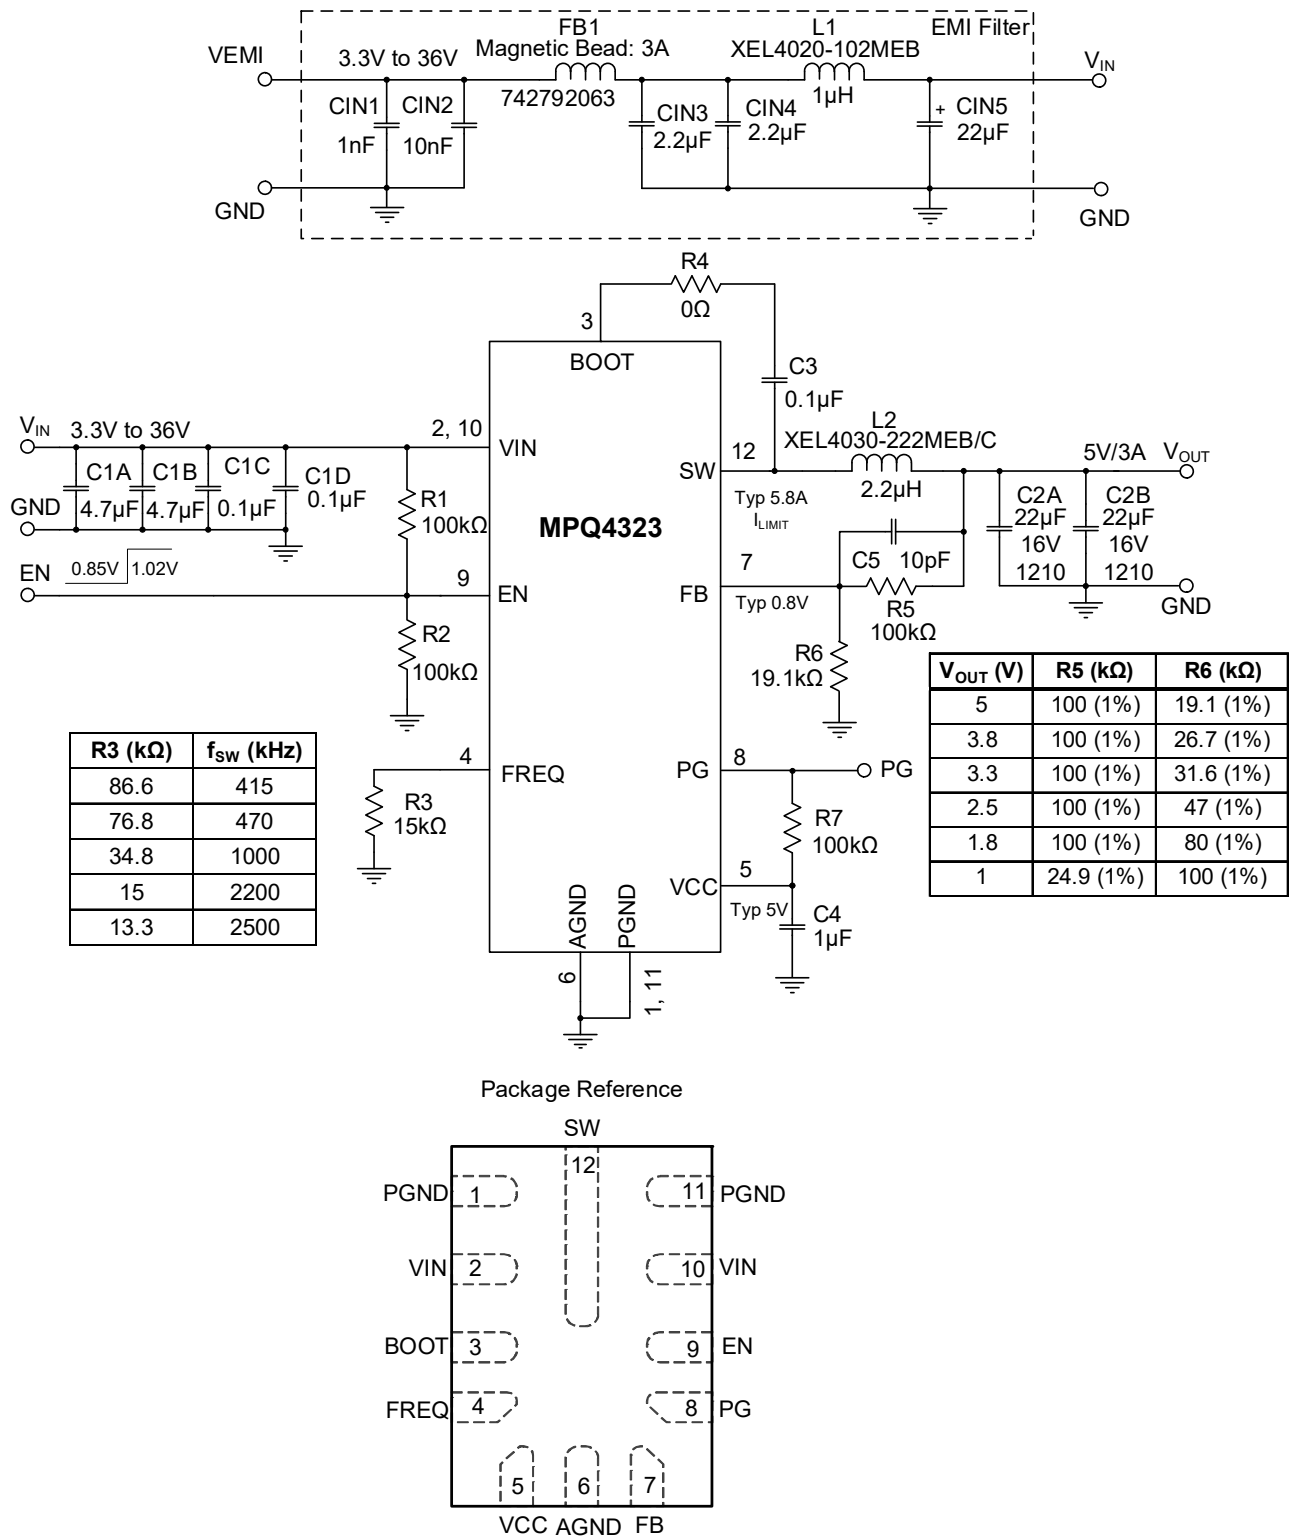 FB1
L1
EMI Filter
Magnetic Bead: 3A
XEL4020-102MEB
VEMI
3.3V to 36V
V_IN
742792063
1µH
CIN1
1nF
CIN2
10nF
CIN3
2.2µF
CIN4
2.2µF
+ CIN5
22µF
GND
GND
R4
0Ω
3
BOOT
C3
0.1µF
V_IN
3.3V to 36V
2, 10
VIN
C1A
4.7µF
C1B
4.7µF
C1C
0.1µF
C1D
0.1µF
GND
R1
100kΩ
EN
0.85V
1.02V
9
EN
R2
100kΩ
MPQ4323
L2
XEL4030-222MEB/C
2.2µH
12
SW
Typ 5.8A
I_LIMIT
5V/3A
V_OUT
C2A
22µF
16V
1210
C2B
22µF
16V
1210
GND
C5
10pF
7
FB
Typ 0.8V
R5
100kΩ
R6
19.1kΩ
V_OUT (V) R5 (kΩ) R6 (kΩ)
5 100 (1%) 19.1 (1%)
3.8 100 (1%) 26.7 (1%)
3.3 100 (1%) 31.6 (1%)
2.5 100 (1%) 47 (1%)
1.8 100 (1%) 80 (1%)
1 24.9 (1%) 100 (1%)
R3 (kΩ) f_SW (kHz)
86.6 415
76.8 470
34.8 1000
15 2200
13.3 2500
4
FREQ
R3
15kΩ
8
PG
PG
R7
100kΩ
5
VCC
Typ 5V
C4
1µF
AGND
PGND
6
1, 11
Package Reference
SW
12
PGND 1
11 PGND
VIN 2
10 VIN
BOOT 3
9 EN
FREQ 4
8 PG
5 6 7
VCC AGND FB